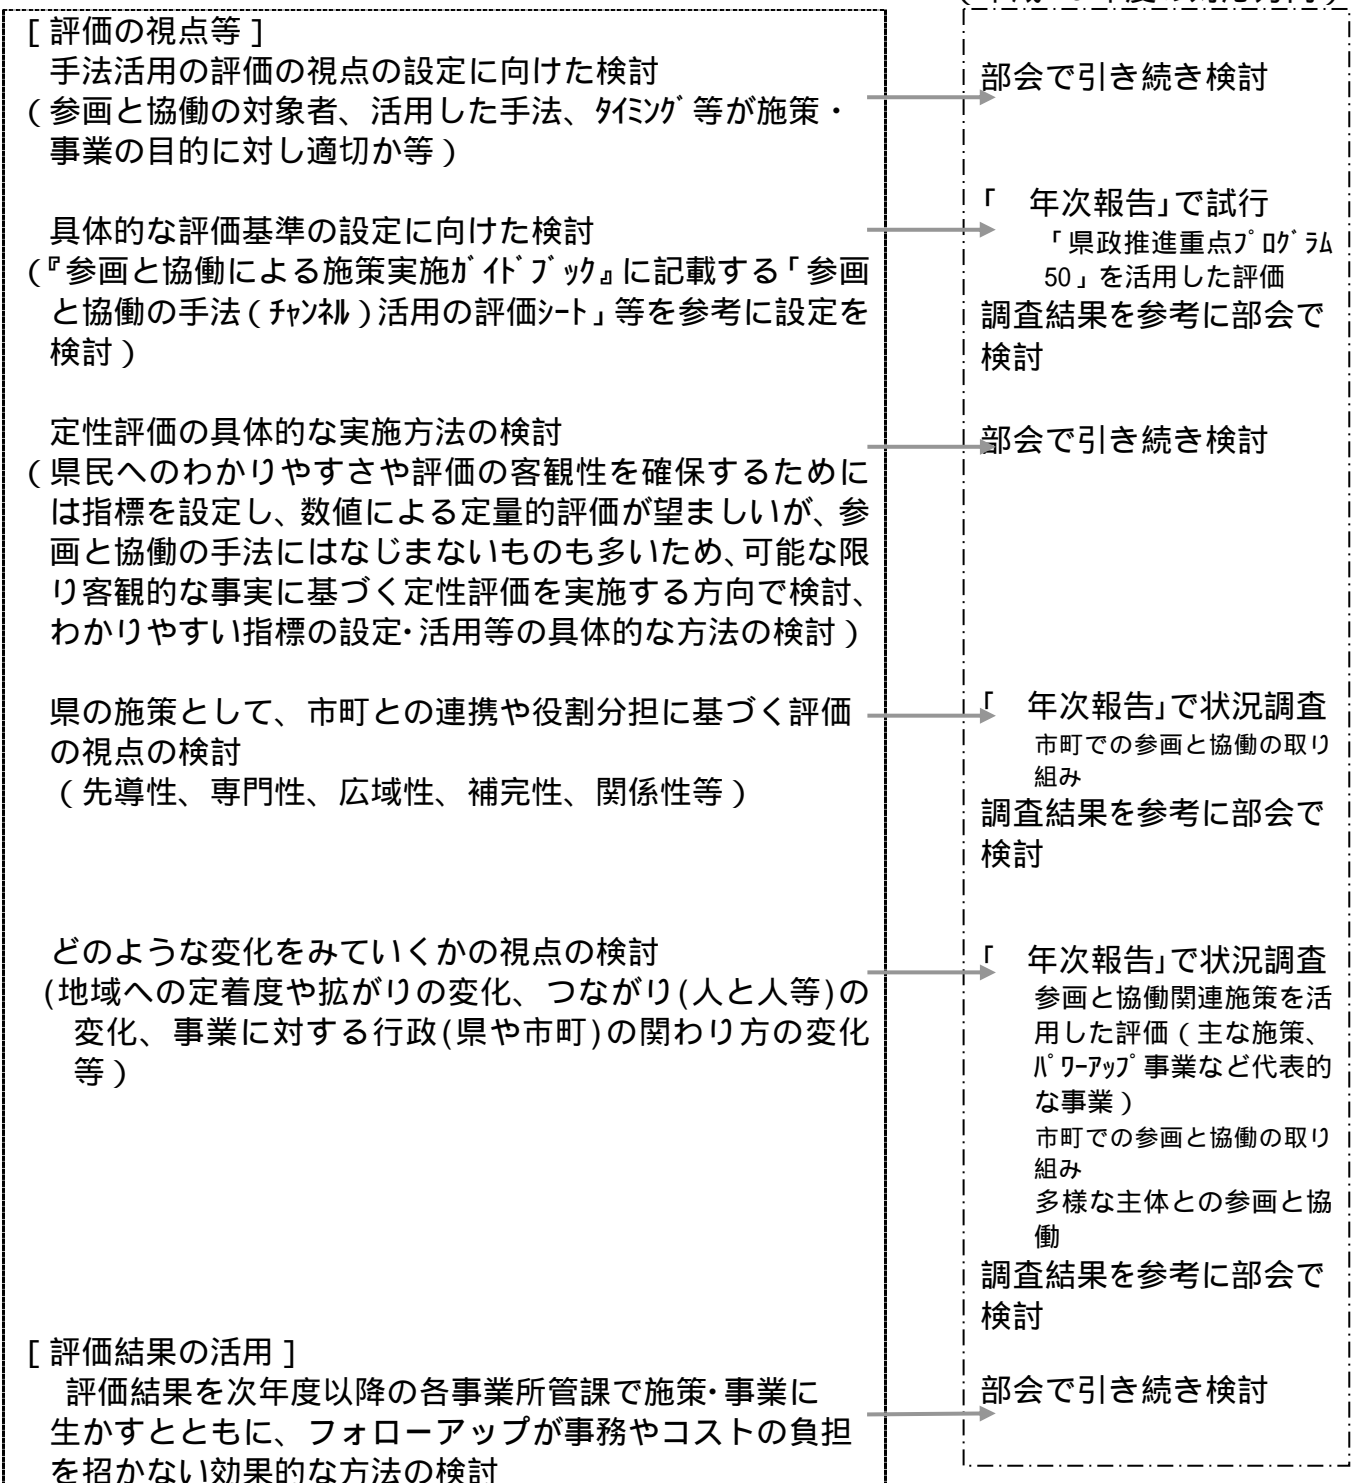 [ 評価の視点等 ]
手法活用の評価の視点の設定に向けた検討
( 参画と協働の対象者、活用した手法、ﾀｲﾐﾝｸﾞ等が施策・
事業の目的に対し適切か等 )
具体的な評価基準の設定に向けた検討
(『参画と協働による施策実施ｶﾞｲﾄﾞﾌﾞｯｸ』に記載する「参画
と協働の手法（ﾁｬﾝﾈﾙ）活用の評価ｼｰﾄ」等を参考に設定を
検討 )
定性評価の具体的な実施方法の検討
( 県民へのわかりやすさや評価の客観性を確保するために
は指標を設定し、数値による定量的評価が望ましいが、参
画と協働の手法にはなじまないものも多いため、可能な限
り客観的な事実に基づく定性評価を実施する方向で検討、
わかりやすい指標の設定･活用等の具体的な方法の検討 )
県の施策として、市町との連携や役割分担に基づく評価
の視点の検討
( 先導性、専門性、広域性、補完性、関係性等 )
どのような変化をみていくかの視点の検討
(地域への定着度や拡がりの変化、つながり(人と人等)の
変化、事業に対する行政(県や市町)の関わり方の変化
等 )
[ 評価結果の活用 ]
評価結果を次年度以降の各事業所管課で施策･事業に
生かすとともに、フォローアップが事務やコストの負担
を招かない効果的な方法の検討
部会で引き続き検討
「 年次報告」で試行
「県政推進重点ﾌﾟﾛｸﾞﾗﾑ
50」を活用した評価
調査結果を参考に部会で
検討
部会で引き続き検討
「 年次報告」で状況調査
市町での参画と協働の取り
組み
調査結果を参考に部会で
検討
「 年次報告」で状況調査
参画と協働関連施策を活
用した評価（主な施策、
ﾊﾟﾜｰｱｯﾌﾟ事業など代表的
な事業）
市町での参画と協働の取り
組み
多様な主体との参画と協
働
調査結果を参考に部会で
検討
部会で引き続き検討